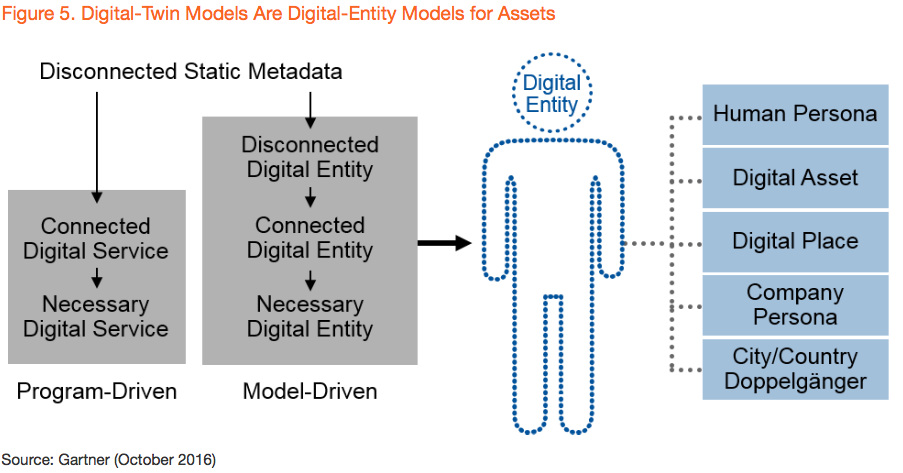 Figure 5. Digital-Twin Models Are Digital-Entity Models for Assets
Disconnected Static Metadata
Connected
Digital Service
Necessary
Digital Service
Program-Driven
Disconnected
Digital Entity
Connected
Digital Entity
Necessary
Digital Entity
Model-Driven
Digital
Entity
Human Persona
Digital Asset
Digital Place
Company
Persona
City/Country
Doppelgänger
Source: Gartner (October 2016)